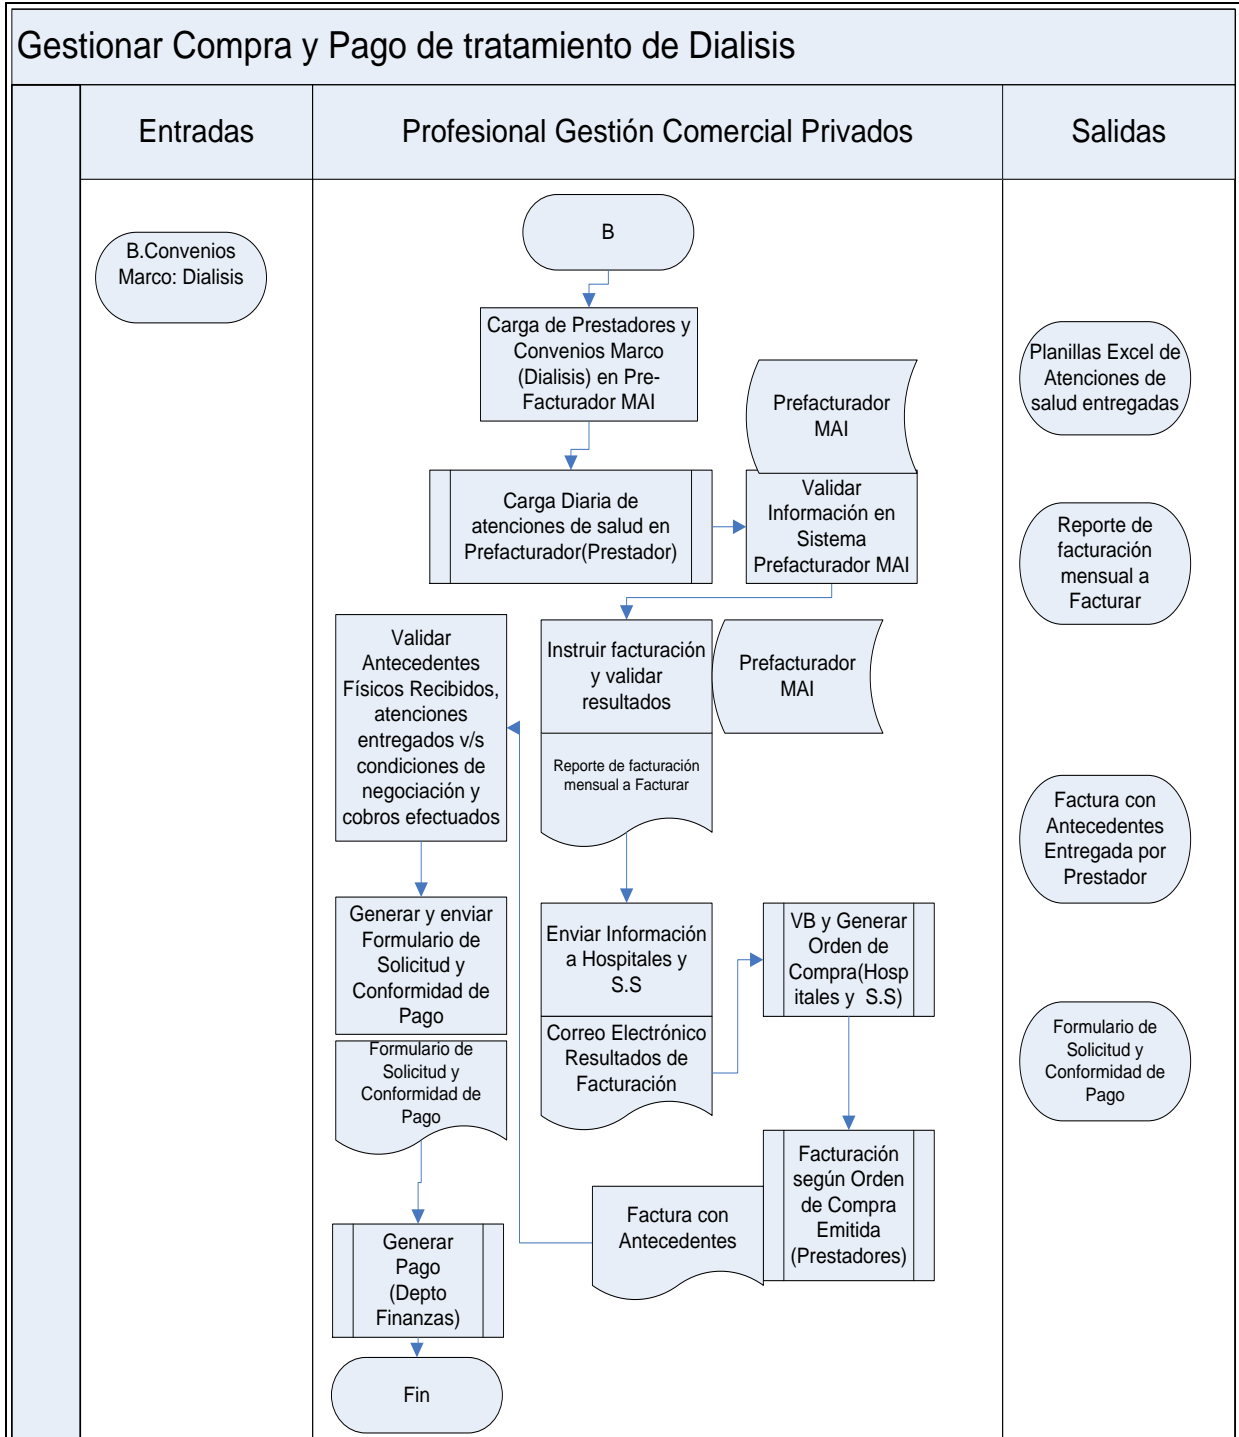 Gestionar Compra y Pago de tratamiento de Dialisis
Entradas
Profesional Gestión Comercial Privados
Salidas
B.Convenios
Marco: Dialisis
B
Carga de Prestadores y
Convenios Marco
(Dialisis) en Pre-
Facturador MAI
Prefacturador
MAI
Carga Diaria de
atenciones de salud en
Prefacturador(Prestador)
Validar
Información en
Sistema
Prefacturador MAI
Validar
Antecedentes
Físicos Recibidos,
atenciones
entregados v/s
condiciones de
negociación y
cobros efectuados
Instruir facturación
y validar
resultados
Prefacturador
MAI
Reporte de facturación
mensual a Facturar
Generar y enviar
Formulario de
Solicitud y
Conformidad de
Pago
Enviar Información
a Hospitales y
S.S
VB y Generar
Orden de
Compra(Hosp
itales y  S.S)
Correo Electrónico
Resultados de
Facturación
Formulario de
Solicitud y
Conformidad de
Pago
Facturación
según Orden
de Compra
Emitida
(Prestadores)
Factura con
Antecedentes
Generar
Pago
(Depto
Finanzas)
Fin
Planillas Excel de
Atenciones de
salud entregadas
Reporte de
facturación
mensual a
Facturar
Factura con
Antecedentes
Entregada por
Prestador
Formulario de
Solicitud y
Conformidad de
Pago